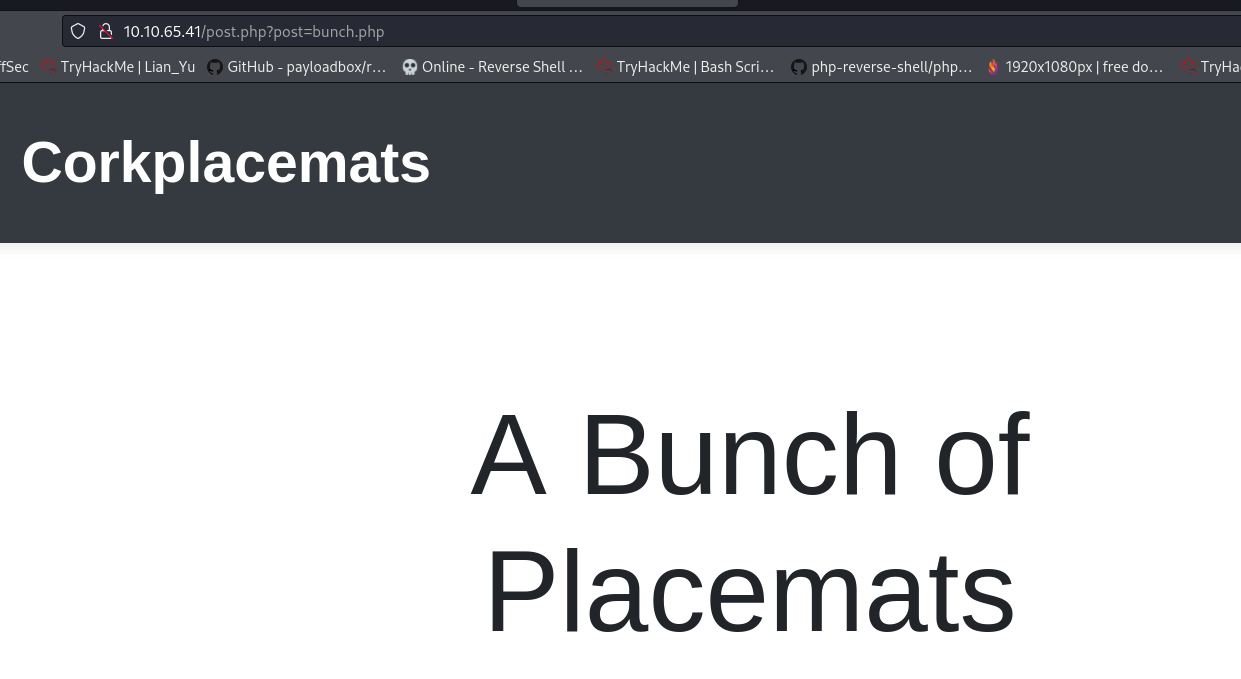 10.10.65.41/post.php?post=bunch.php
ffSec TryHackMe | Lian_Yu GitHub - payloadbox/r… Online - Reverse Shell … TryHackMe | Bash Scri… php-reverse-shell/php… 1920x1080px | free do… TryHa
Corkplacemats
A Bunch of
Placemats